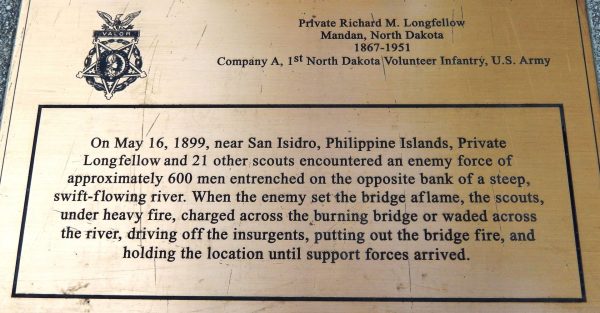 VALOR
Private Richard M. Longfellow
Mandan, North Dakota
1867-1951
Company A, 1st North Dakota Volunteer Infantry, U.S. Army
On May 16, 1899, near San Isidro, Philippine Islands, Private
Longfellow and 21 other scouts encountered an enemy force of
approximately 600 men entrenched on the opposite bank of a steep,
swift-flowing river. When the enemy set the bridge aflame, the scouts,
under heavy fire, charged across the burning bridge or waded across
the river, driving off the insurgents, putting out the bridge fire, and
holding the location until support forces arrived.